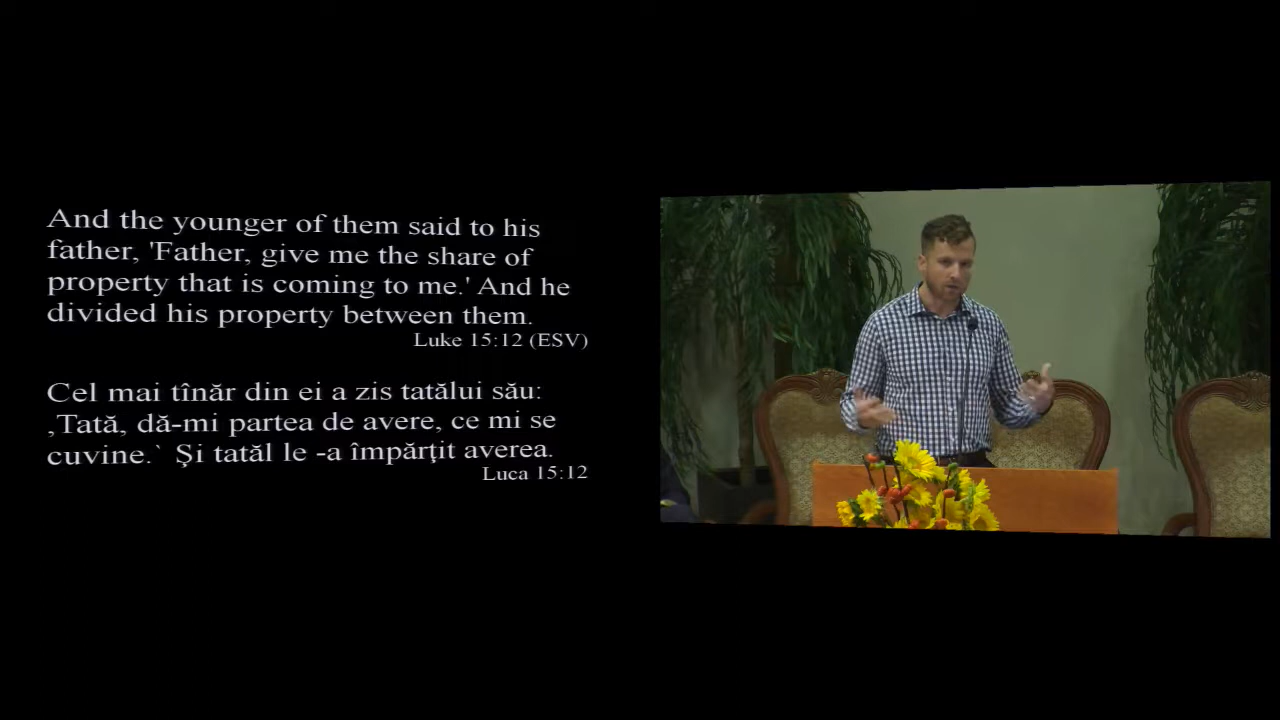 And the younger of them said to his
father, 'Father, give me the share of
property that is coming to me.' And he
divided his property between them.
Luke 15:12 (ESV)
Cel mai tînăr din ei a zis tatălui său:
‚Tată, dă-mi partea de avere, ce mi se
cuvine.` Şi tatăl le -a împărţit averea.
Luca 15:12